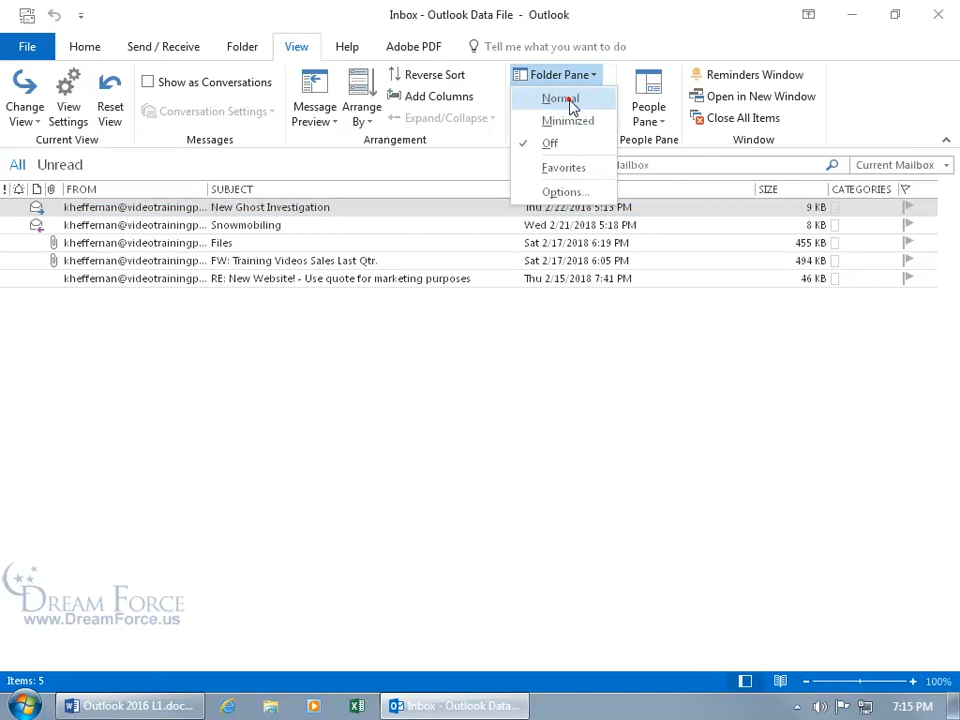 Inbox - Outlook Data File - Outlook
File Home Send / Receive Folder View Help Adobe PDF Tell me what you want to do
Change View
View Settings
Reset View
Current View
Show as Conversations
Conversation Settings
Messages
Message Preview
Arrange By
Reverse Sort
Add Columns
Expand/Collapse
Arrangement
Folder Pane
Normal
Minimized
Off
Favorites
Options...
People Pane
People Pane
Reminders Window
Open in New Window
Close All Items
Window
All Unread
Mailbox Current Mailbox
! FROM SUBJECT SIZE CATEGORIES
kheffernan@videotrainingp... New Ghost Investigation Thu 2/22/2018 5:13 PM 9 KB
kheffernan@videotrainingp... Snowmobiling Wed 2/21/2018 5:18 PM 8 KB
kheffernan@videotrainingp... Files Sat 2/17/2018 6:19 PM 455 KB
kheffernan@videotrainingp... FW: Training Videos Sales Last Qtr. Sat 2/17/2018 6:05 PM 494 KB
kheffernan@videotrainingp... RE: New Website! - Use quote for marketing purposes Thu 2/15/2018 7:41 PM 46 KB
DREAM FORCE
www.DreamForce.us
Items: 5 100%
Outlook 2016 L1.doc... Inbox - Outlook Data... 7:15 PM